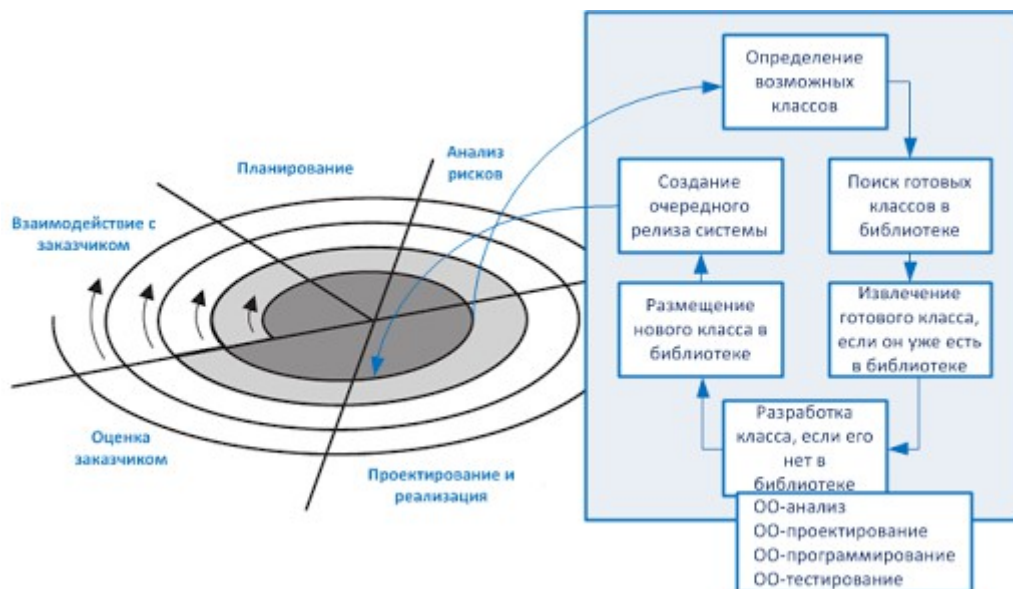 Планирование
Анализ
рисков
Взаимодействие с
заказчиком
Оценка
заказчиком
Проектирование и
реализация
Определение
возможных
классов
Поиск готовых
классов в
библиотеке
Извлечение
готового класса,
если он уже есть
в библиотеке
Разработка
класса, если его
нет в
библиотеке
ОО-анализ
ОО-проектирование
ОО-программирование
ОО-тестирование
Размещение
нового класса в
библиотеке
Создание
очередного
релиза системы